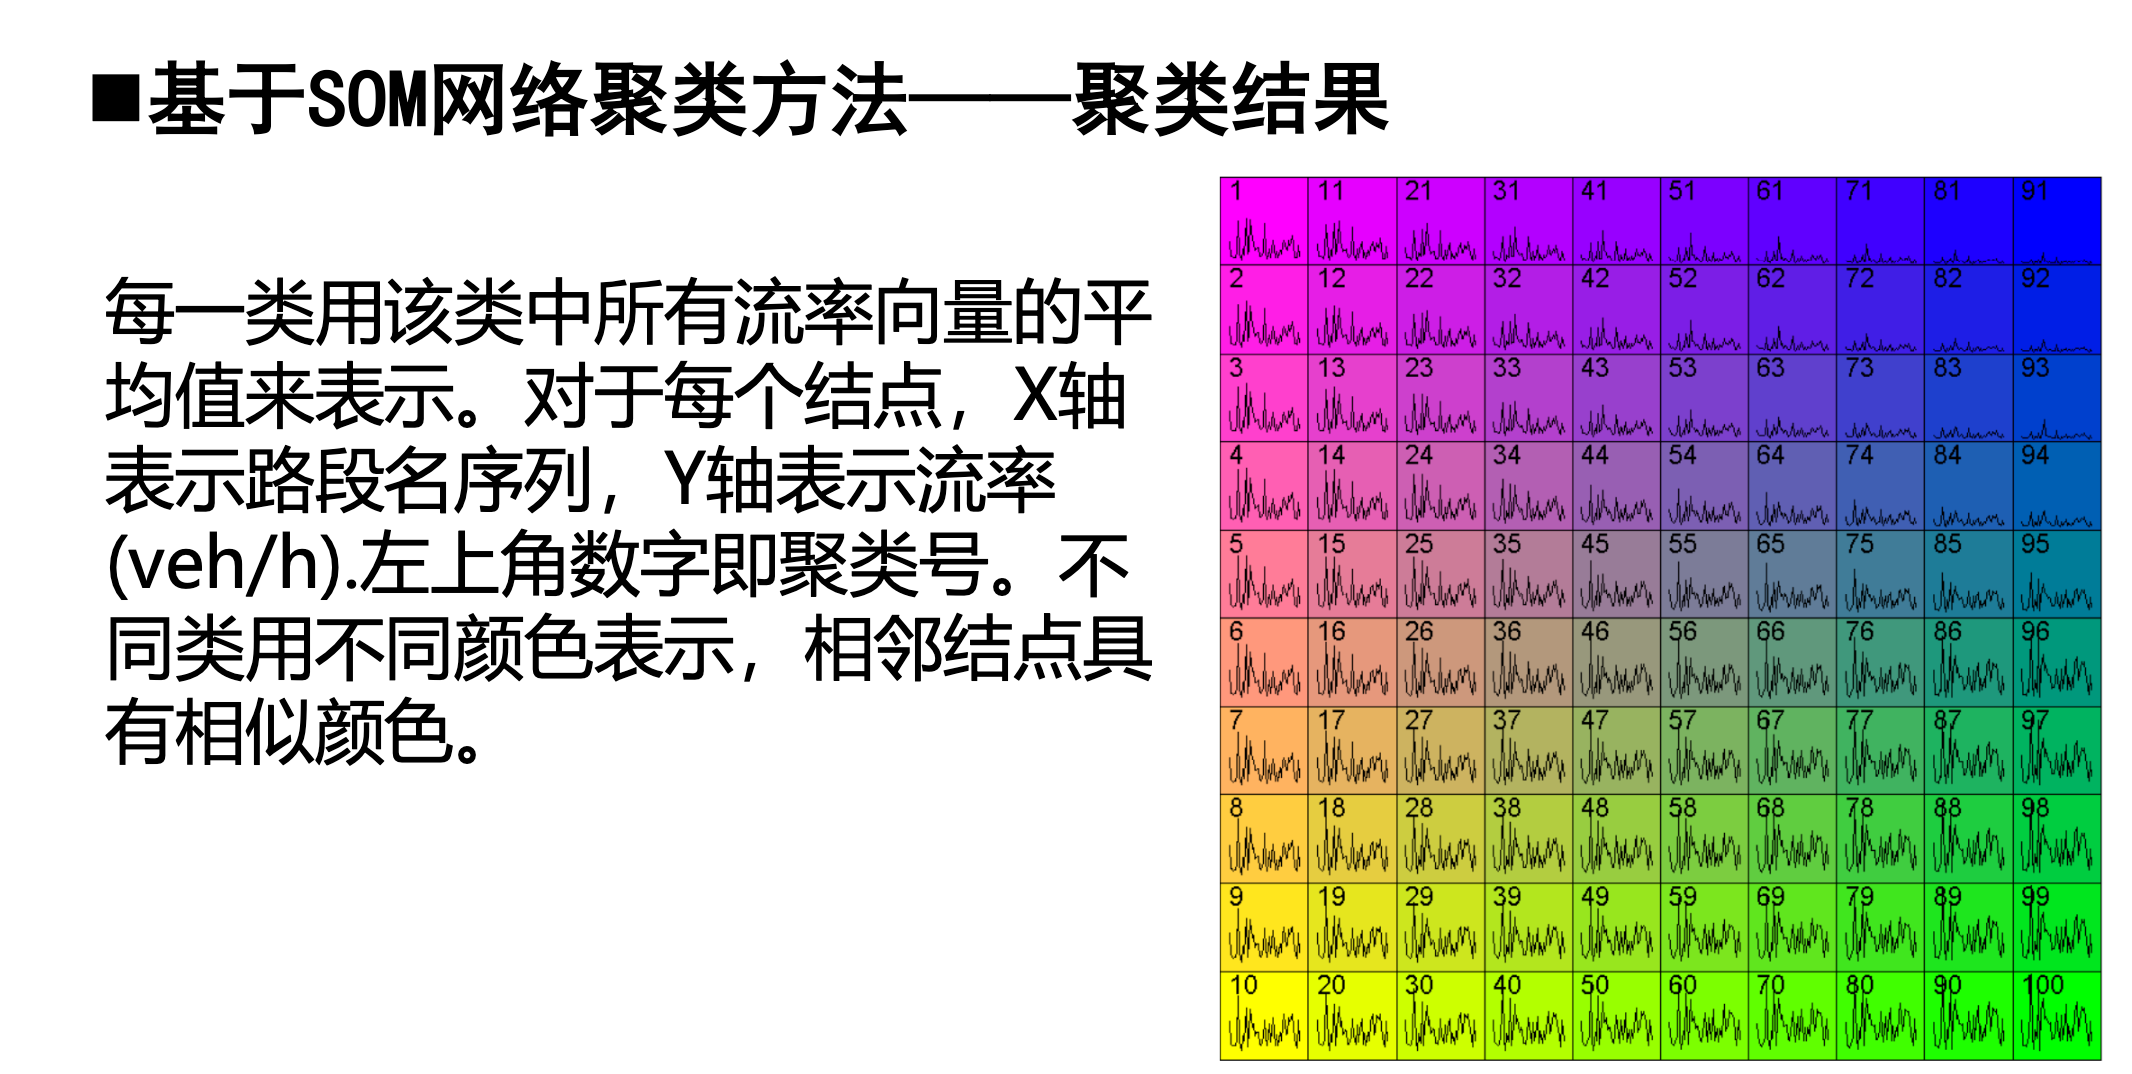 ■基于SOM网络聚类方法——聚类结果
每一类用该类中所有流率向量的平
均值来表示。对于每个结点，X轴
表示路段名序列，Y轴表示流率
(veh/h).左上角数字即聚类号。不
同类用不同颜色表示，相邻结点具
有相似颜色。
1 11 21 31 41 51 61 71 81 91
2 12 22 32 42 52 62 72 82 92
3 13 23 33 43 53 63 73 83 93
4 14 24 34 44 54 64 74 84 94
5 15 25 35 45 55 65 75 85 95
6 16 26 36 46 56 66 76 86 96
7 17 27 37 47 57 67 77 87 97
8 18 28 38 48 58 68 78 88 98
9 19 29 39 49 59 69 79 89 99
10 20 30 40 50 60 70 80 90 100